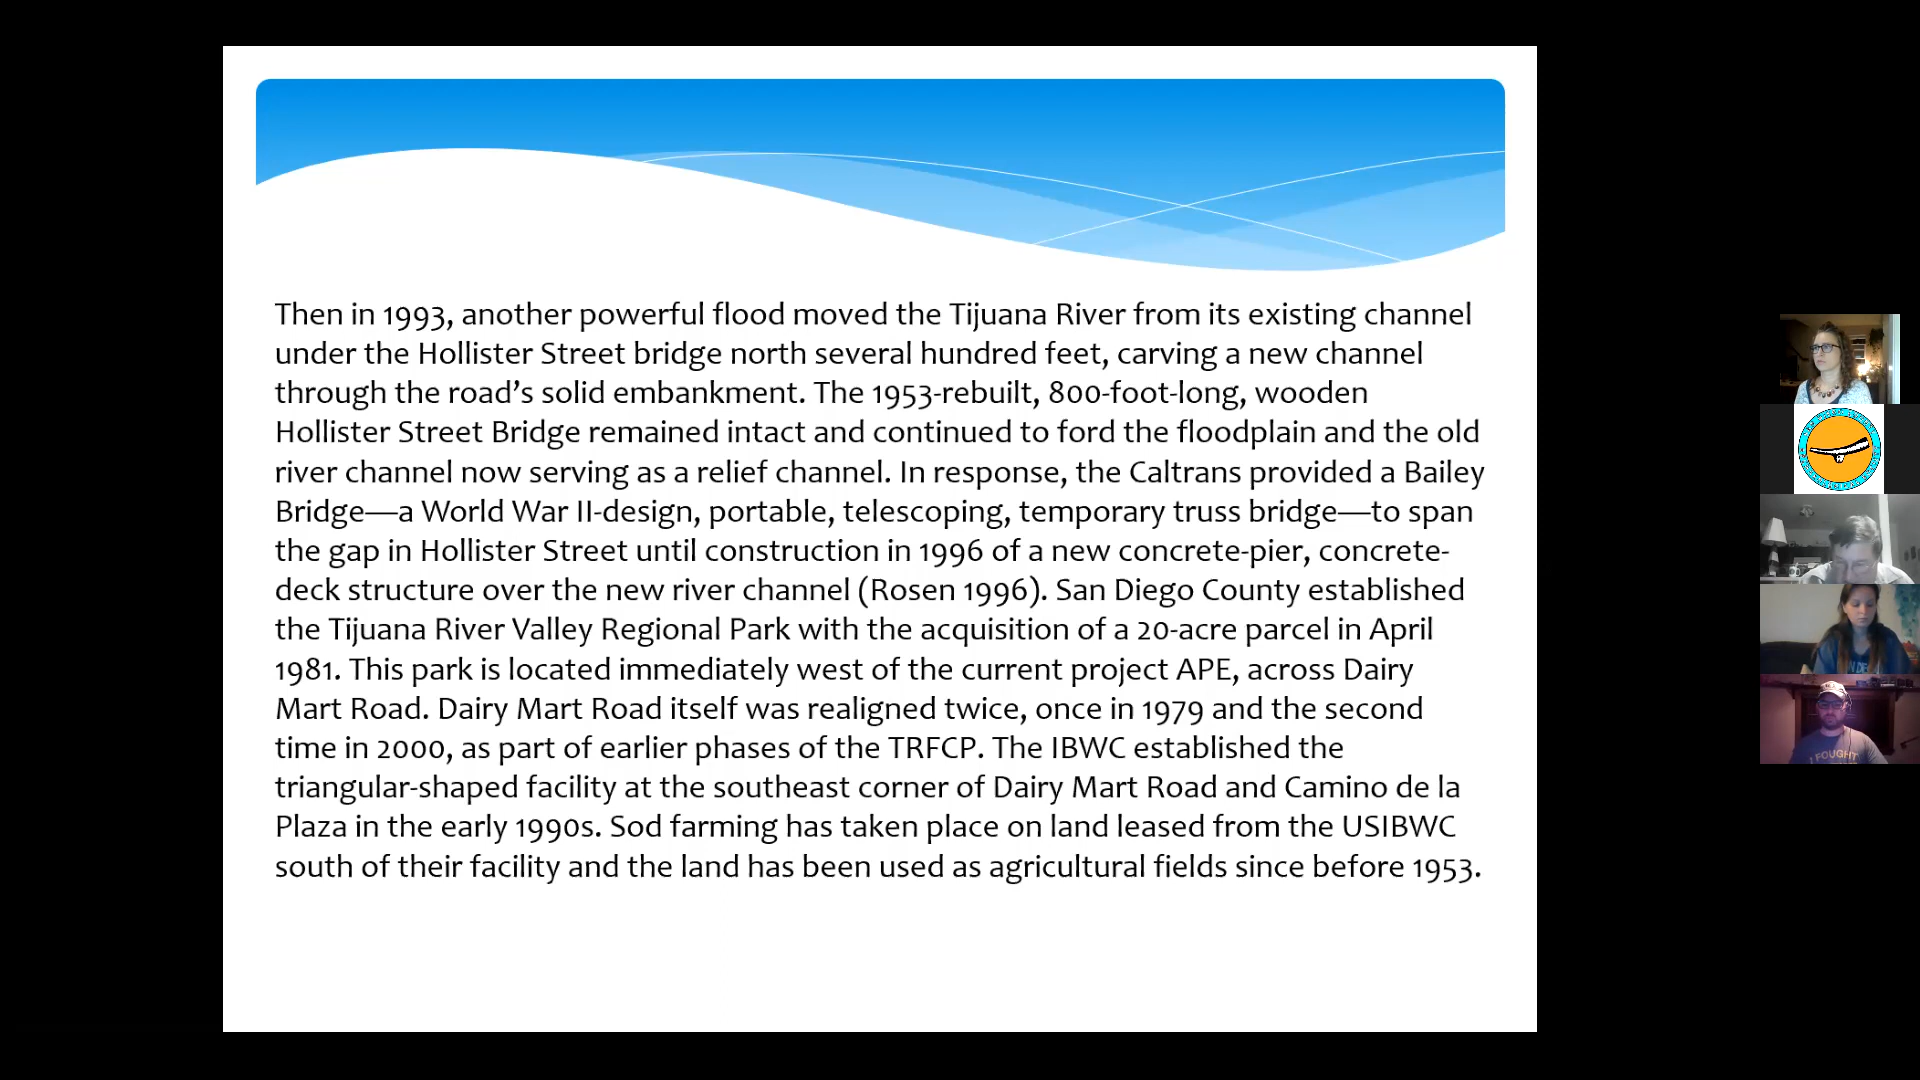 Then in 1993, another powerful flood moved the Tijuana River from its existing channel
under the Hollister Street bridge north several hundred feet, carving a new channel
through the road’s solid embankment. The 1953-rebuilt, 800-foot-long, wooden
Hollister Street Bridge remained intact and continued to ford the floodplain and the old
river channel now serving as a relief channel. In response, the Caltrans provided a Bailey
Bridge—a World War II-design, portable, telescoping, temporary truss bridge—to span
the gap in Hollister Street until construction in 1996 of a new concrete-pier, concrete-
deck structure over the new river channel (Rosen 1996). San Diego County established
the Tijuana River Valley Regional Park with the acquisition of a 20-acre parcel in April
1981. This park is located immediately west of the current project APE, across Dairy
Mart Road. Dairy Mart Road itself was realigned twice, once in 1979 and the second
time in 2000, as part of earlier phases of the TRFCP. The IBWC established the
triangular-shaped facility at the southeast corner of Dairy Mart Road and Camino de la
Plaza in the early 1990s. Sod farming has taken place on land leased from the USIBWC
south of their facility and the land has been used as agricultural fields since before 1953.
I FOUGHT